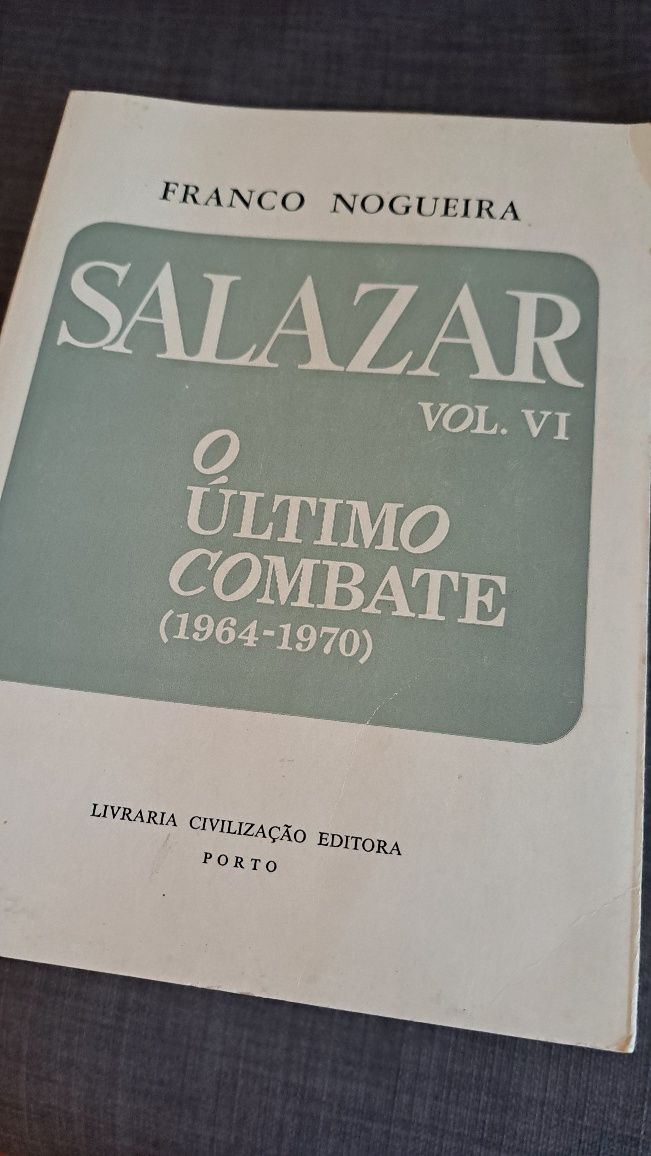 FRANCO NOGUEIRA
SALAZAR
VOL. VI
O
ÚLTIMO
COMBATE
(1964-1970)
LIVRARIA CIVILIZAÇÃO EDITORA
PORTO